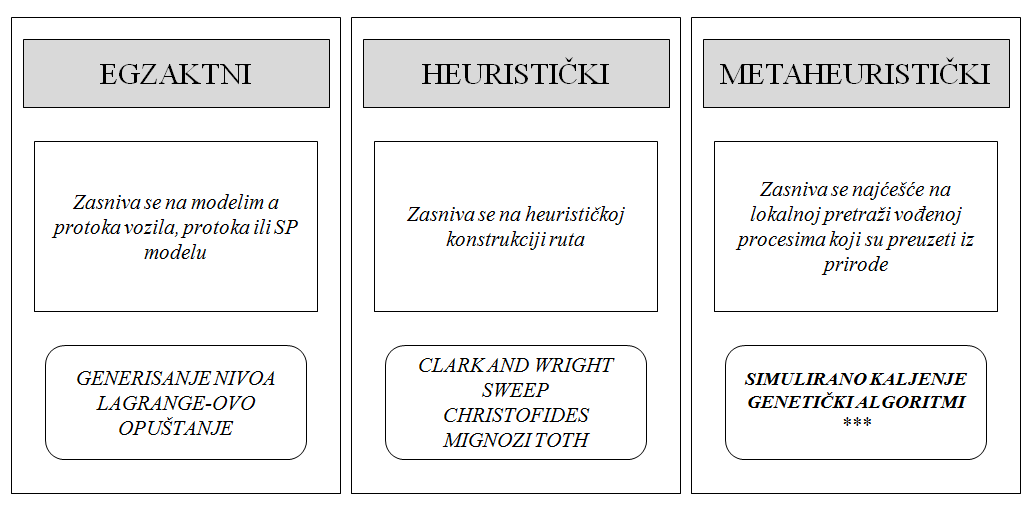 EGZAKTNI
Zasniva se na modelim a
protoka vozila, protoka ili SP
modelu
GENERISANJE NIVOA
LAGRANGE-OVO
OPUŠTANJE
HEURISTIČKI
Zasniva se na heurističkoj
konstrukciji ruta
CLARK AND WRIGHT
SWEEP
CHRISTOFIDES
MIGNOZI TOTH
METAHEURISTIČKI
Zasniva se najćešće na
lokalnoj pretraži vođenoj
procesima koji su preuzeti iz
prirode
SIMULIRANO KALJENJE
GENETIČKI ALGORITMI
***